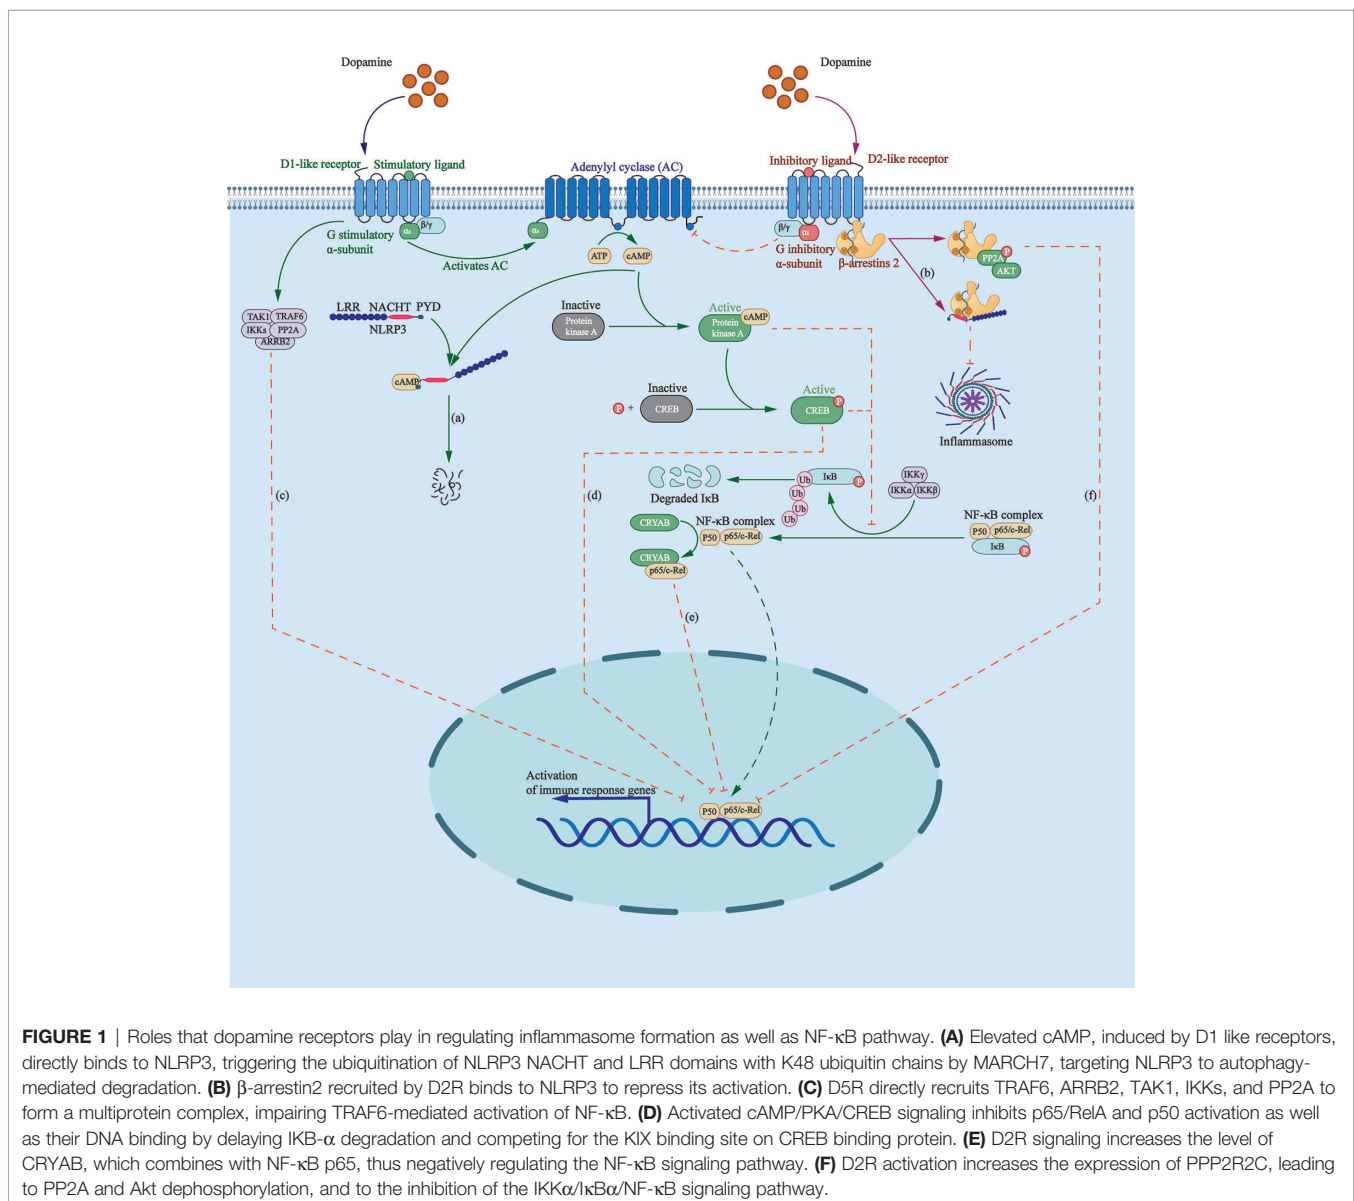 Dopamine
Dopamine
D1-like receptor
Stimulatory ligand
Adenylyl cyclase (AC)
Inhibitory ligand
D2-like receptor
αs
β/γ
G stimulatory
α-subunit
Activates AC
αs
ATP
cAMP
β/γ
αi
G inhibitory
α-subunit
β-arrestins 2
(b)
P
PP2A
AKT
TAK1 TRAF6
IKKs PP2A
ARRB2
LRR NACHT PYD
NLRP3
cAMP
(a)
Inactive
Protein
kinase A
Active
Protein
kinase A
cAMP
Inactive
P + CREB
Active
CREB
P
Inflammasome
(c)
(d)
(f)
Degraded IκB
Ub
Ub
Ub
Ub
IκB
P
IKKγ
IKKα IKKβ
CRYAB
NF-κB complex
P50 p65/c-Rel
NF-κB complex
P50 p65/c-Rel
IκB
P
CRYAB
p65/c-Rel
(e)
Activation
of immune response genes
P50 p65/c-Rel
FIGURE 1 | Roles that dopamine receptors play in regulating inflammasome formation as well as NF-κB pathway. (A) Elevated cAMP, induced by D1 like receptors,
directly binds to NLRP3, triggering the ubiquitination of NLRP3 NACHT and LRR domains with K48 ubiquitin chains by MARCH7, targeting NLRP3 to autophagy-
mediated degradation. (B) β-arrestin2 recruited by D2R binds to NLRP3 to repress its activation. (C) D5R directly recruits TRAF6, ARRB2, TAK1, IKKs, and PP2A to
form a multiprotein complex, impairing TRAF6-mediated activation of NF-κB. (D) Activated cAMP/PKA/CREB signaling inhibits p65/RelA and p50 activation as well
as their DNA binding by delaying IKB-α degradation and competing for the KIX binding site on CREB binding protein. (E) D2R signaling increases the level of
CRYAB, which combines with NF-κB p65, thus negatively regulating the NF-κB signaling pathway. (F) D2R activation increases the expression of PPP2R2C, leading
to PP2A and Akt dephosphorylation, and to the inhibition of the IKKα/IκBα/NF-κB signaling pathway.